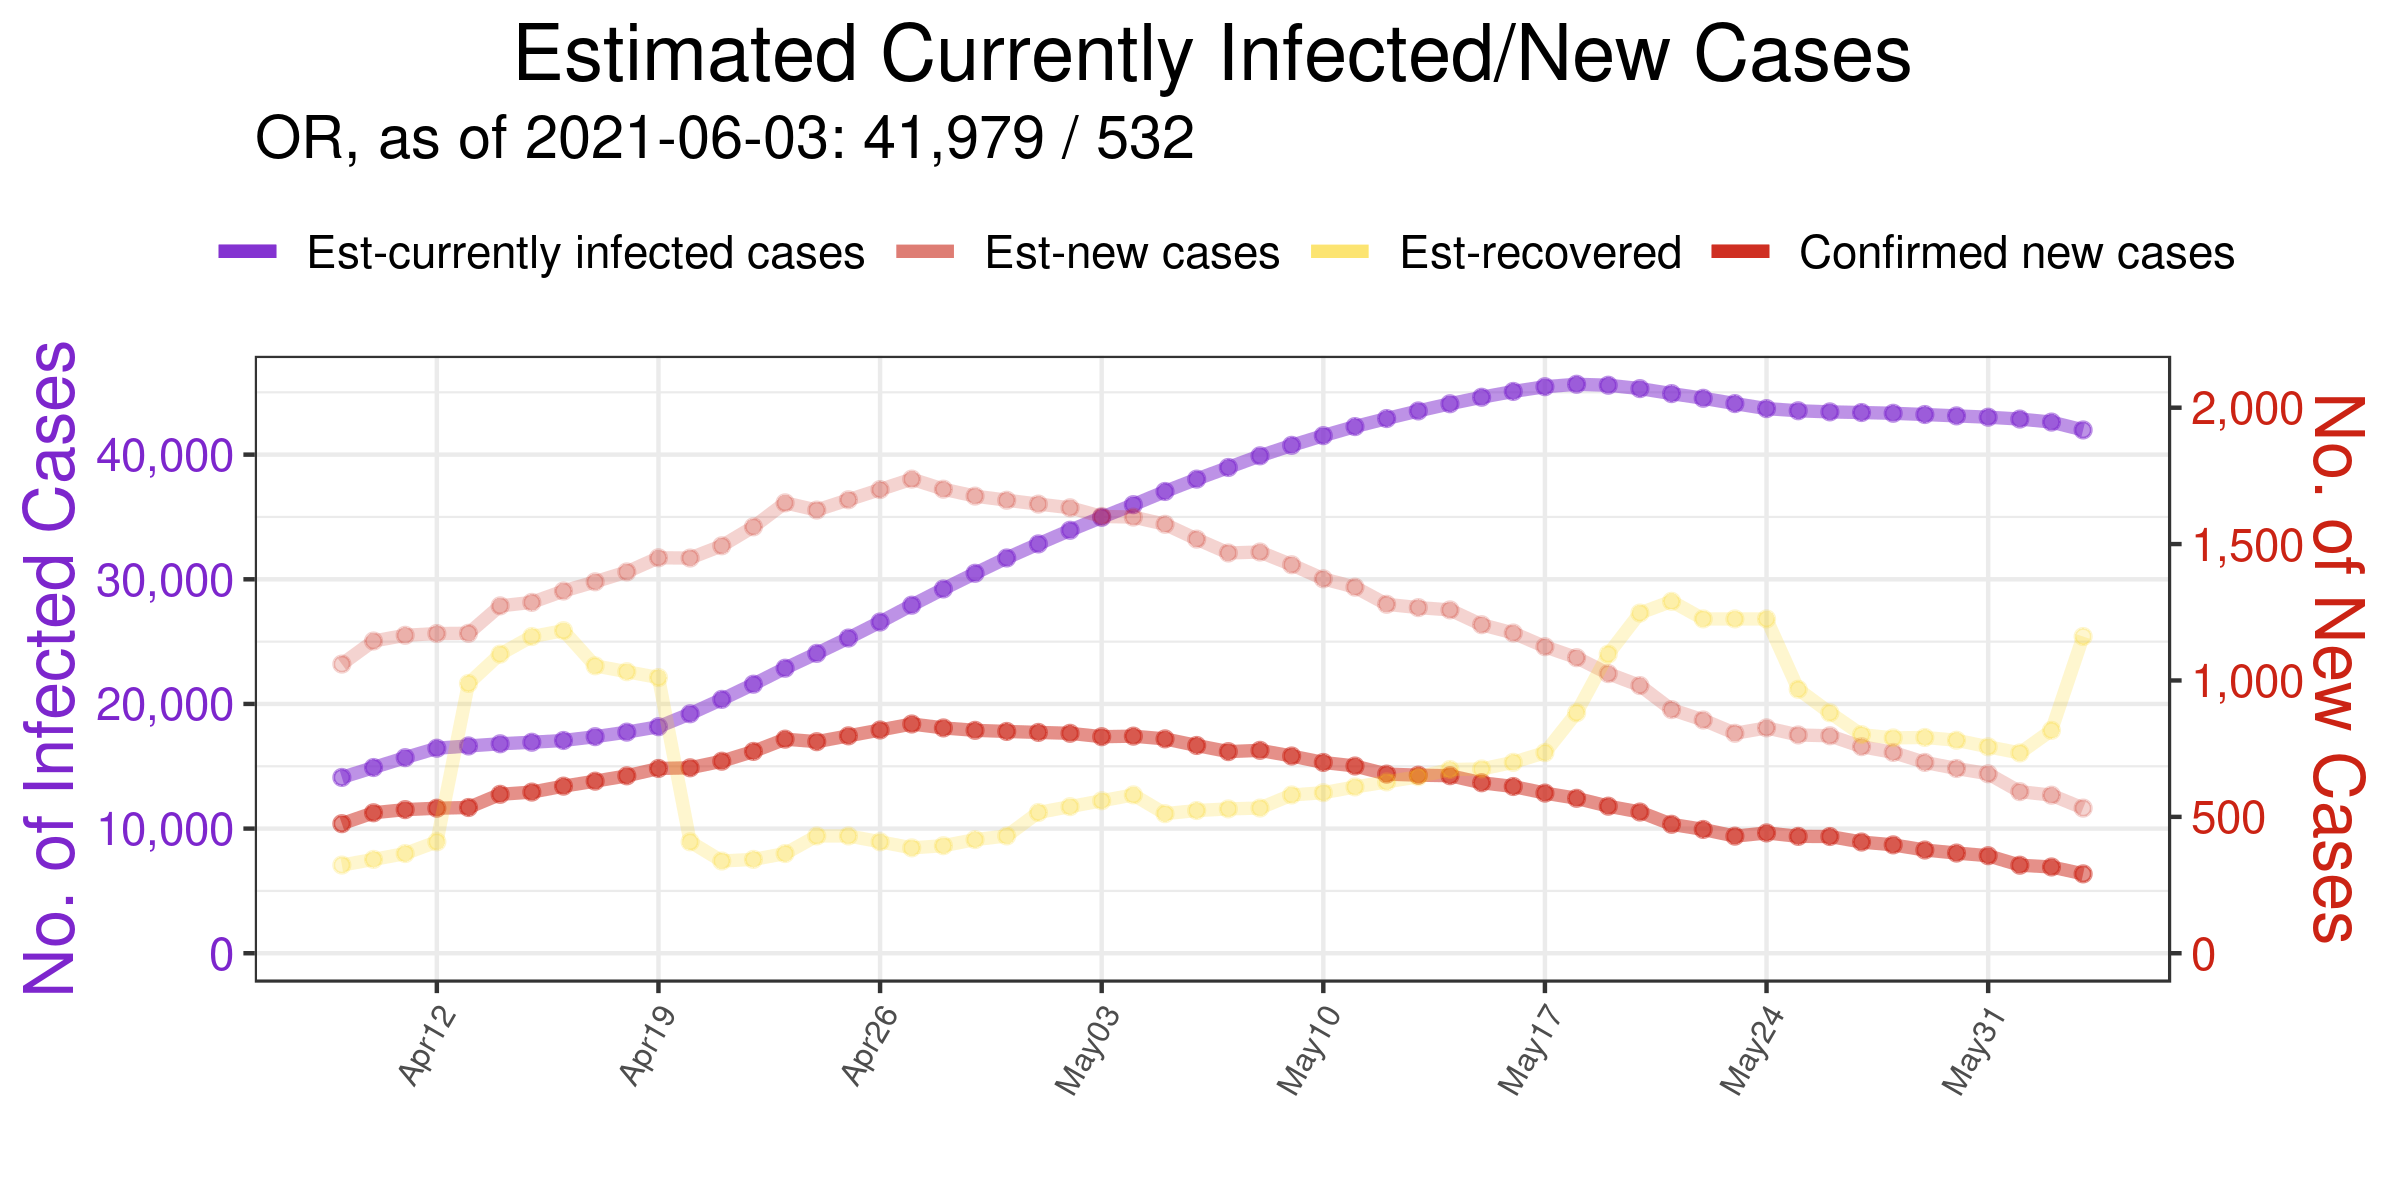 Estimated Currently Infected/New Cases
OR, as of 2021-06-03: 41,979 / 532
Est-currently infected cases Est-new cases Est-recovered Confirmed new cases
No. of Infected Cases
40,000
30,000
20,000
10,000
0
2,000
1,500
1,000
500
0
No. of New Cases
Apr12 Apr19 Apr26 May03 May10 May17 May24 May31